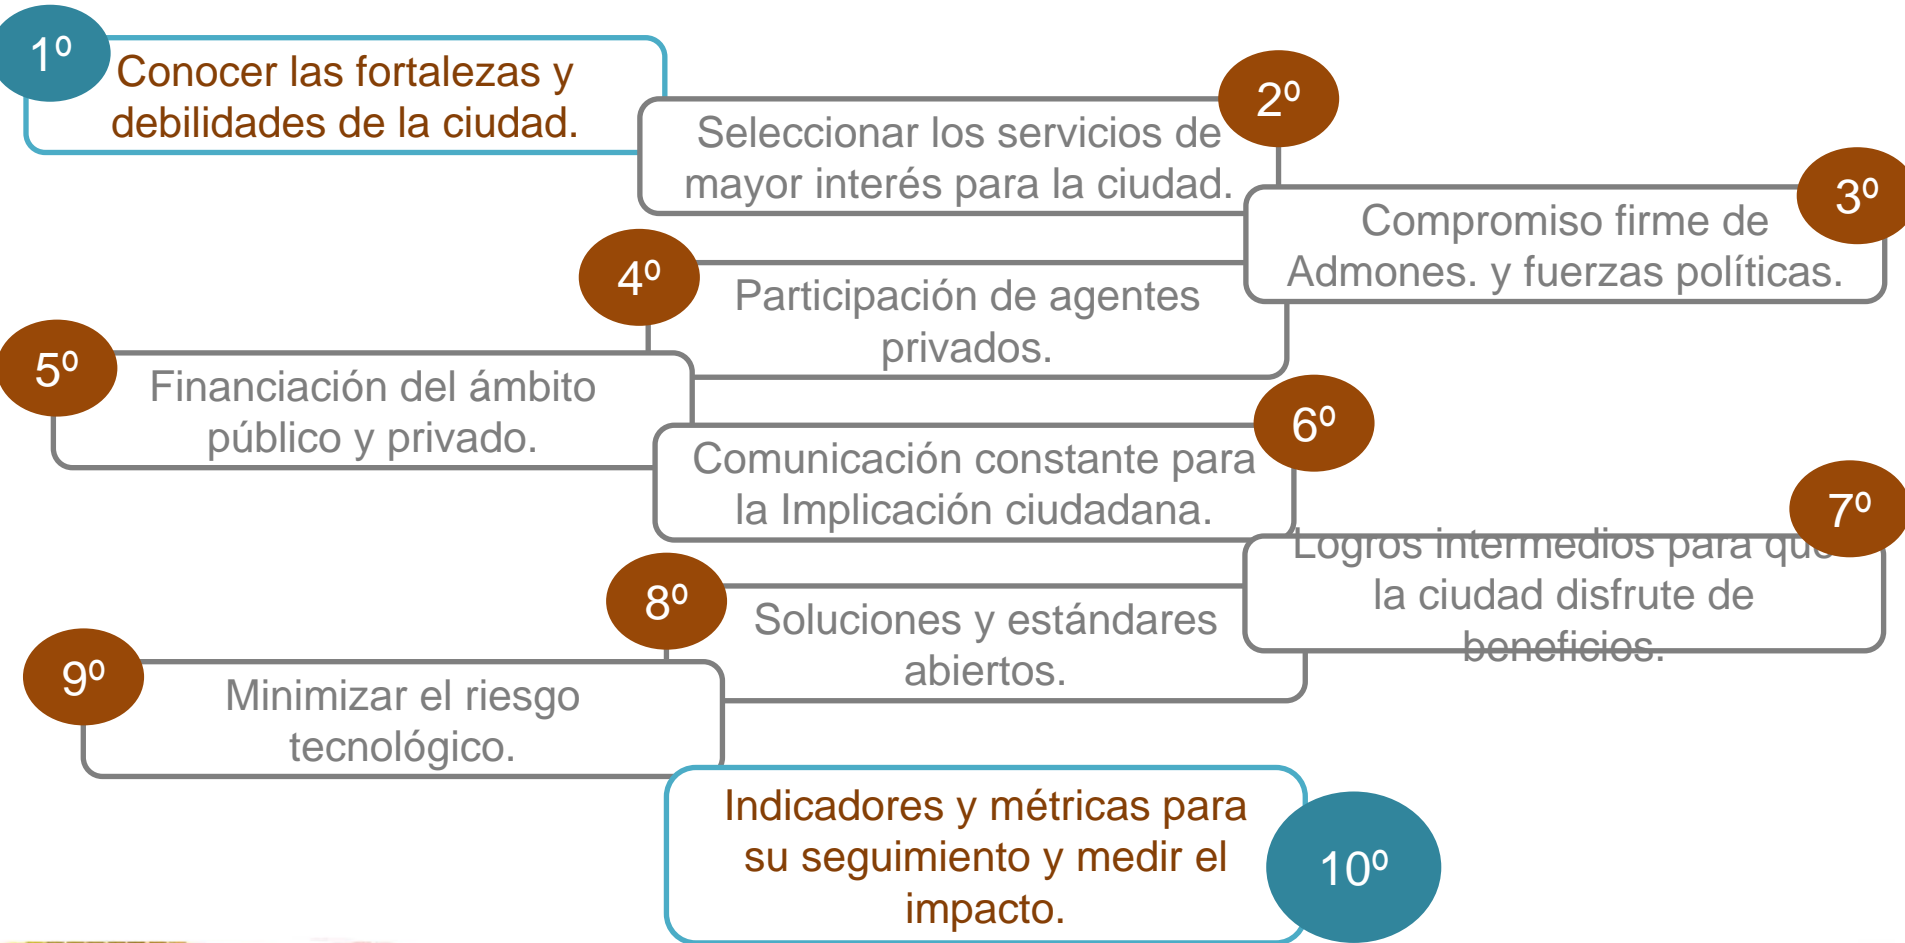 1º
Conocer las fortalezas y
debilidades de la ciudad.
2º
Seleccionar los servicios de
mayor interés para la ciudad.
3º
Compromiso firme de
Admones. y fuerzas políticas.
4º
Participación de agentes
privados.
5º
Financiación del ámbito
público y privado.
6º
Comunicación constante para
la Implicación ciudadana.
7º
Logros intermedios para que
la ciudad disfrute de
beneficios.
8º
Soluciones y estándares
abiertos.
9º
Minimizar el riesgo
tecnológico.
10º
Indicadores y métricas para
su seguimiento y medir el
impacto.